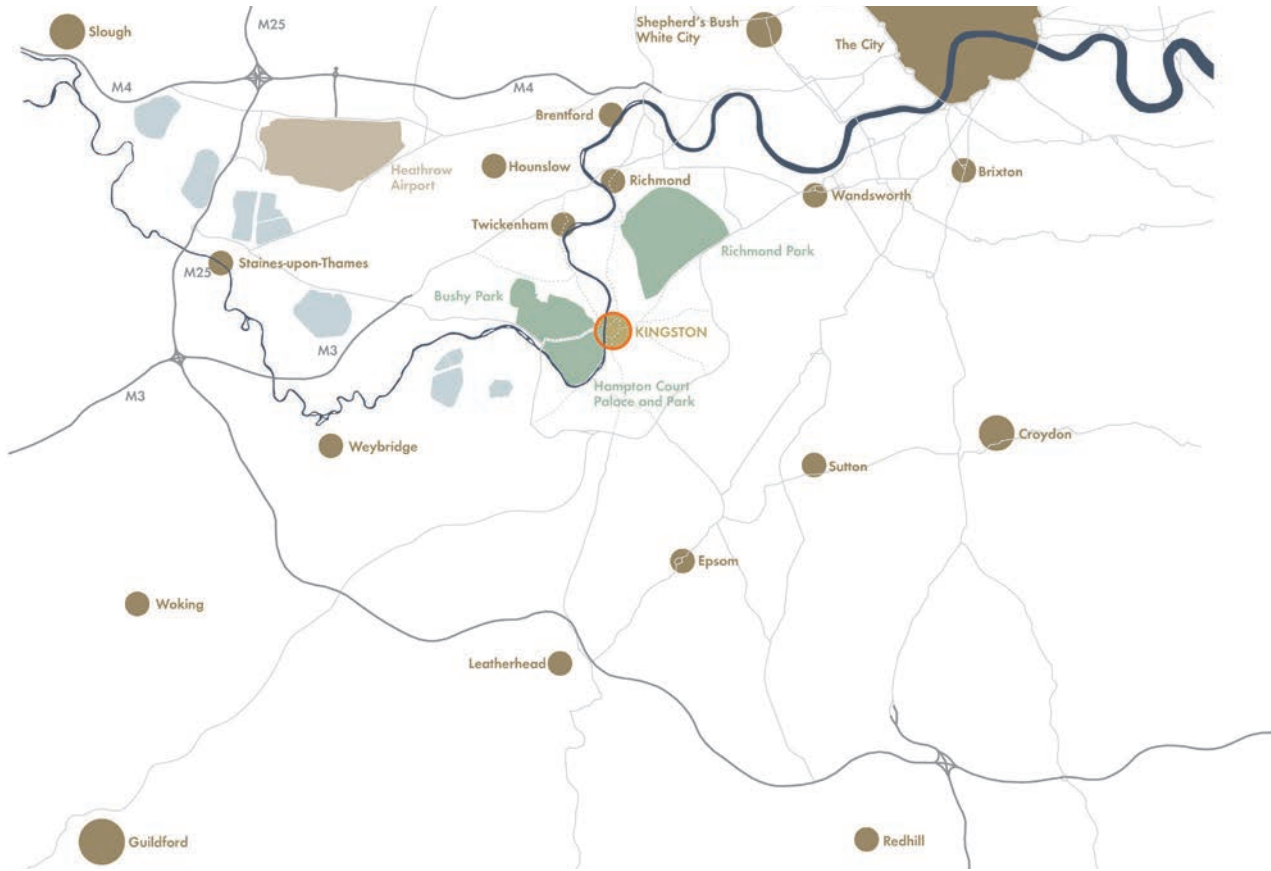 M25
Slough
Shepherd's Bush
White City
The City
M4
M4
Brentford
Hounslow
Heathrow
Airport
Richmond
Brixton
Wandsworth
Twickenham
Richmond Park
Staines-upon-Thames
M25
Bushy Park
KINGSTON
M3
Hampton Court
Palace and Park
M3
Weybridge
Croydon
Sutton
Epsom
Woking
Leatherhead
Guildford
Redhill